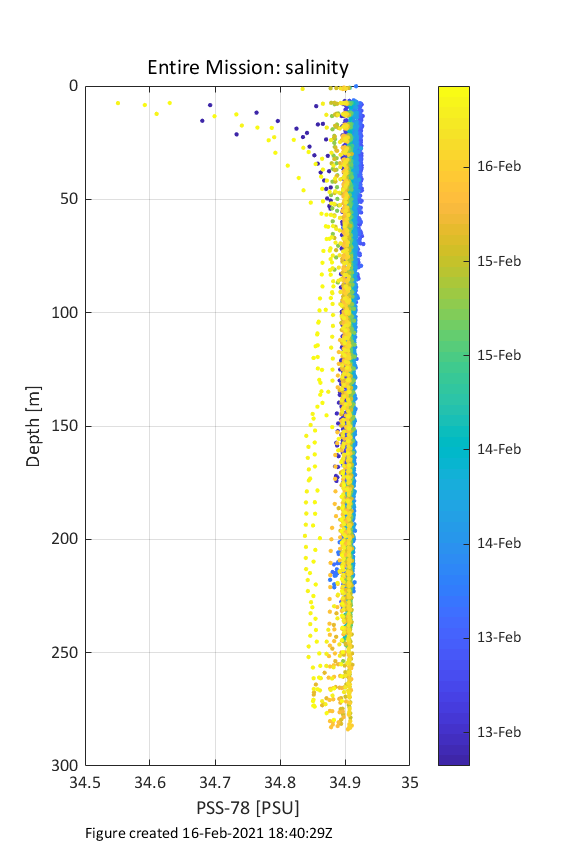 Entire Mission: salinity
0
50
100
150
200
250
300
Depth [m]
34.5
34.6
34.7
34.8
34.9
35
PSS-78 [PSU]
16-Feb
15-Feb
15-Feb
14-Feb
14-Feb
13-Feb
13-Feb
Figure created 16-Feb-2021 18:40:29Z